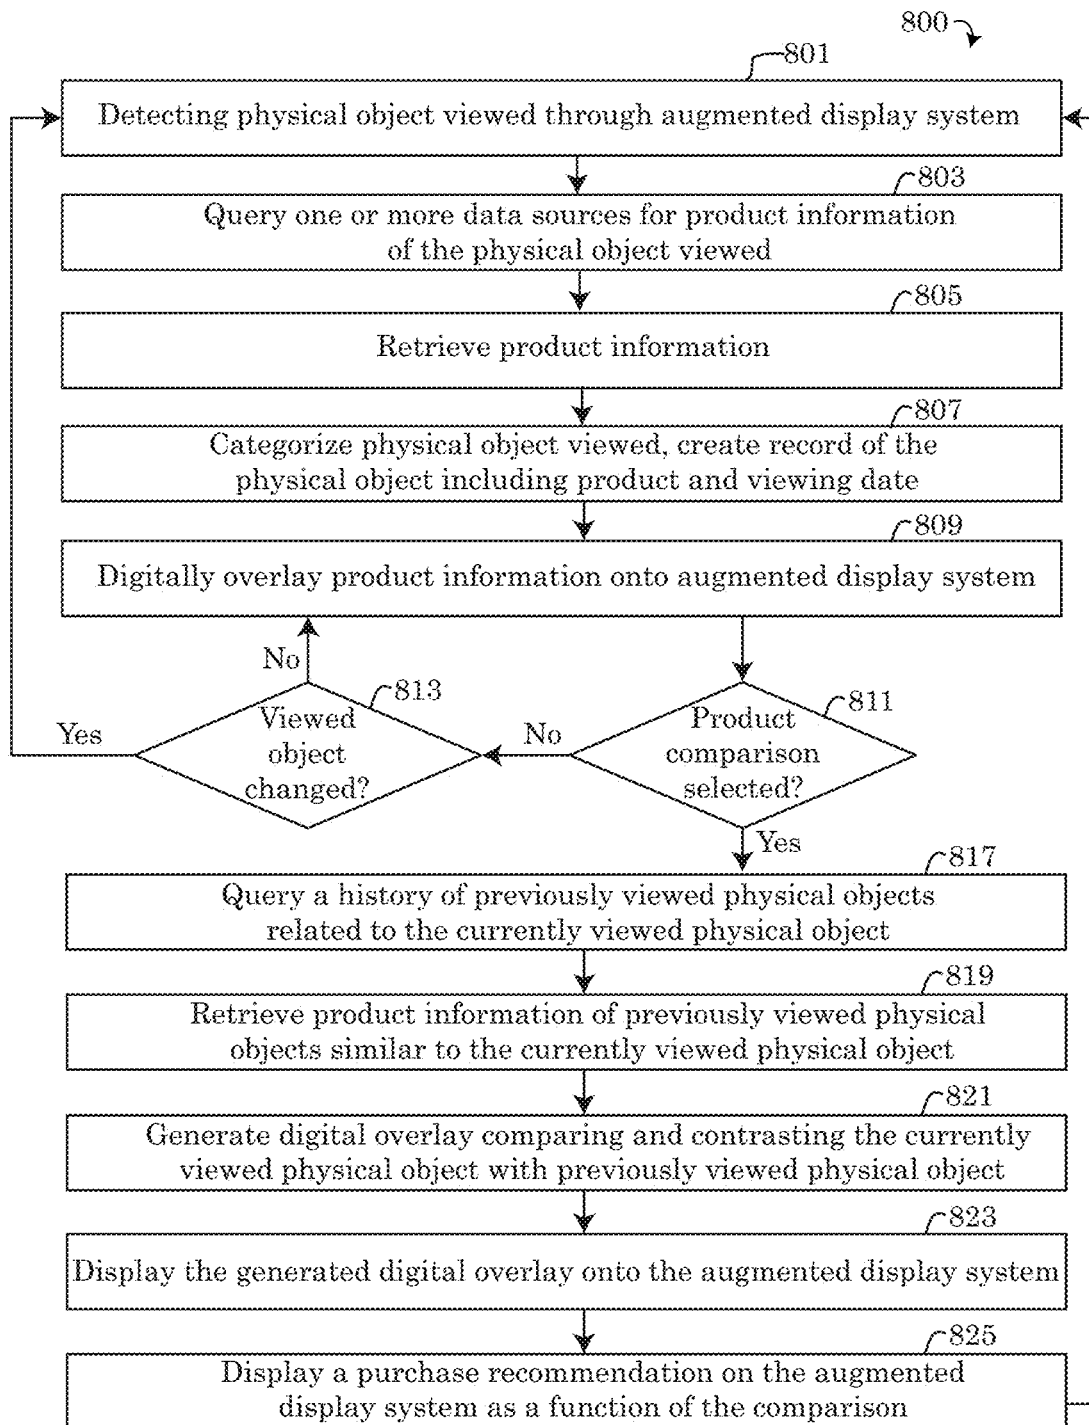 800
801
Detecting physical object viewed through augmented display system
803
Query one or more data sources for product information
of the physical object viewed
805
Retrieve product information
807
Categorize physical object viewed, create record of the
physical object including product and viewing date
809
Digitally overlay product information onto augmented display system
No
813
Viewed
object
changed?
Yes
No
811
Product
comparison
selected?
Yes
817
Query a history of previously viewed physical objects
related to the currently viewed physical object
819
Retrieve product information of previously viewed physical
objects similar to the currently viewed physical object
821
Generate digital overlay comparing and contrasting the currently
viewed physical object with previously viewed physical object
823
Display the generated digital overlay onto the augmented display system
825
Display a purchase recommendation on the augmented
display system as a function of the comparison